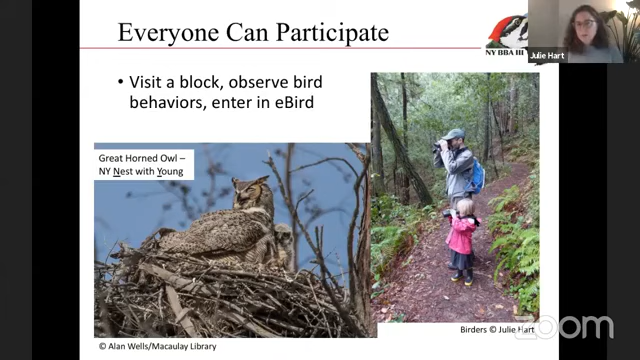 Everyone Can Participate
NY BBA III
Julie Hart
• Visit a block, observe bird
behaviors, enter in eBird
Great Horned Owl –
NY Nest with Young
Birders © Julie Hart
zoom
© Alan Wells/Macaulay Library